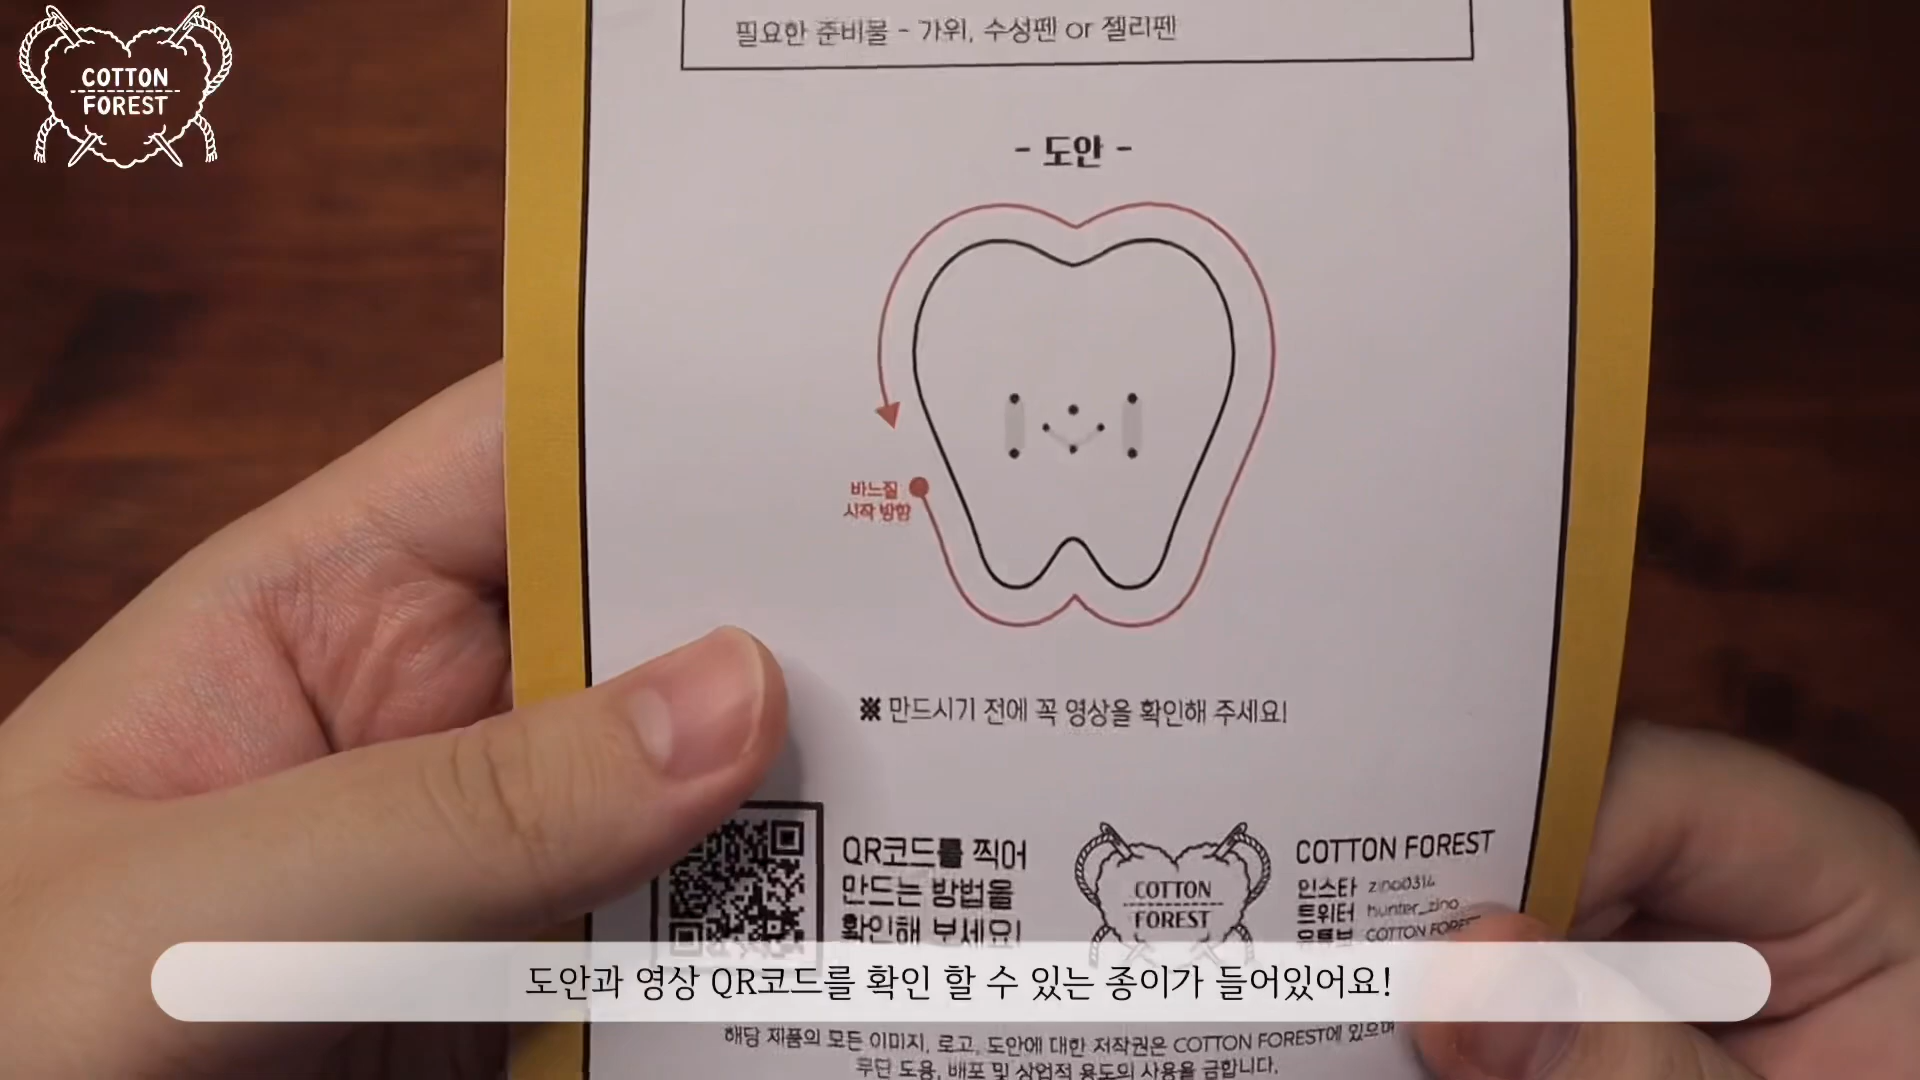 COTTON
FOREST
필요한 준비물 - 가위, 수성펜 or 젤리펜
- 도안 -
바느질
시작 방향
※ 만드시기 전에 꼭 영상을 확인해 주세요!
QR코드를 찍어
만드는 방법을
확인해 보세요!
COTTON
FOREST
COTTON FOREST
인스타 zino0314
트위터 hunter_zino
유튜브 COTTON FOREST
도안과 영상 QR코드를 확인 할 수 있는 종이가 들어있어요!
해당 제품의 모든 이미지, 로고, 도안에 대한 저작권은 COTTON FOREST에 있으며
무단 도용, 배포 및 상업적 용도의 사용을 금합니다.